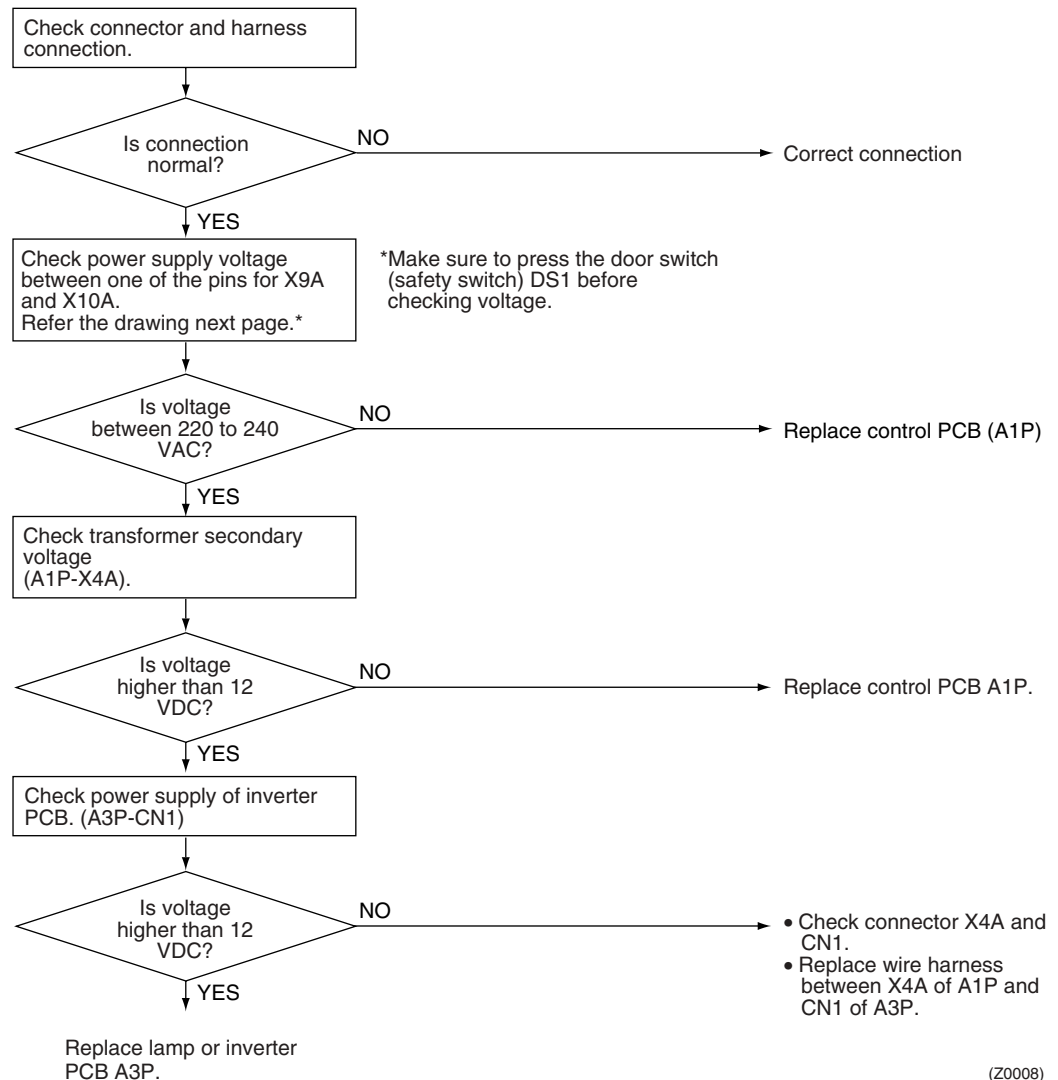 Check connector and harness
connection.
Is connection
normal?
NO
Correct connection
YES
Check power supply voltage
between one of the pins for X9A
and X10A.
Refer the drawing next page.*
*Make sure to press the door switch
(safety switch) DS1 before
checking voltage.
Is voltage
between 220 to 240
VAC?
NO
Replace control PCB (A1P)
YES
Check transformer secondary
voltage
(A1P-X4A).
Is voltage
higher than 12
VDC?
NO
Replace control PCB A1P.
YES
Check power supply of inverter
PCB. (A3P-CN1)
Is voltage
higher than 12
VDC?
NO
• Check connector X4A and
CN1.
• Replace wire harness
between X4A of A1P and
CN1 of A3P.
YES
Replace lamp or inverter
PCB A3P.
(Z0008)